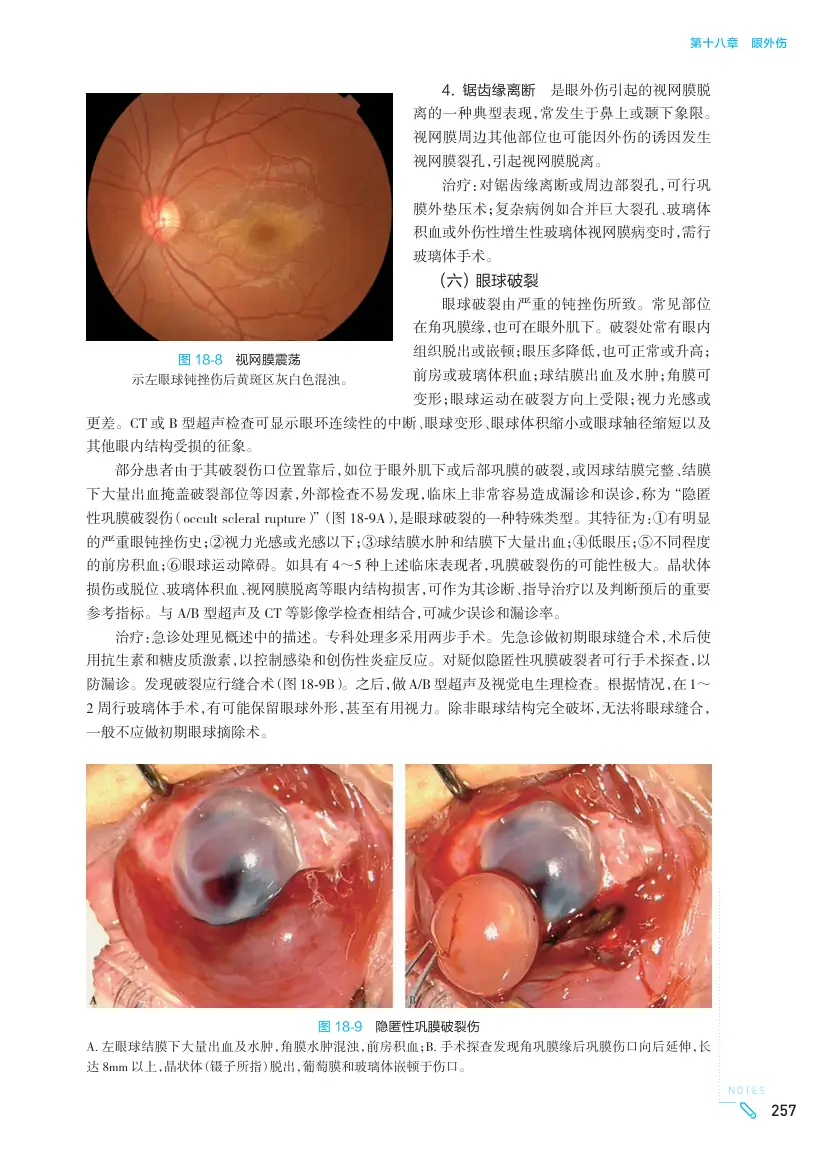 第十八章 眼外伤
4. 锯齿缘离断 是眼外伤引起的视网膜脱
离的一种典型表现,常发生于鼻上或颞下象限。
视网膜周边其他部位也可能因外伤的诱因发生
视网膜裂孔,引起视网膜脱离。
治疗:对锯齿缘离断或周边部裂孔,可行巩
膜外垫压术;复杂病例如合并巨大裂孔、玻璃体
积血或外伤性增生性玻璃体视网膜病变时,需行
玻璃体手术。
(六) 眼球破裂
眼球破裂由严重的钝挫伤所致。常见部位
在角巩膜缘,也可在眼外肌下。破裂处常有眼内
组织脱出或嵌顿;眼压多降低,也可正常或升高;
前房或玻璃体积血;球结膜出血及水肿;角膜可
变形;眼球运动在破裂方向上受限;视力光感或
图 18-8 视网膜震荡
示左眼球钝挫伤后黄斑区灰白色混浊。
更差。CT 或 B 型超声检查可显示眼环连续性的中断、眼球变形、眼球体积缩小或眼球轴径缩短以及
其他眼内结构受损的征象。
部分患者由于其破裂伤口位置靠后,如位于眼外肌下或后部巩膜的破裂,或因球结膜完整、结膜
下大量出血掩盖破裂部位等因素,外部检查不易发现,临床上非常容易造成漏诊和误诊,称为“隐匿
性巩膜破裂伤(occult scleral rupture)”(图 18-9A),是眼球破裂的一种特殊类型。其特征为:①有明显
的严重眼钝挫伤史;②视力光感或光感以下;③球结膜水肿和结膜下大量出血;④低眼压;⑤不同程度
的前房积血;⑥眼球运动障碍。如具有 4～5 种上述临床表现者,巩膜破裂伤的可能性极大。晶状体
损伤或脱位、玻璃体积血、视网膜脱离等眼内结构损害,可作为其诊断、指导治疗以及判断预后的重要
参考指标。与 A/B 型超声及 CT 等影像学检查相结合,可减少误诊和漏诊率。
治疗:急诊处理见概述中的描述。专科处理多采用两步手术。先急诊做初期眼球缝合术,术后使
用抗生素和糖皮质激素,以控制感染和创伤性炎症反应。对疑似隐匿性巩膜破裂者可行手术探查,以
防漏诊。发现破裂应行缝合术(图 18-9B)。之后,做 A/B 型超声及视觉电生理检查。根据情况,在 1～
2 周行玻璃体手术,有可能保留眼球外形,甚至有用视力。除非眼球结构完全破坏,无法将眼球缝合,
一般不应做初期眼球摘除术。
A
B
图 18-9 隐匿性巩膜破裂伤
A. 左眼球结膜下大量出血及水肿,角膜水肿混浊,前房积血;B. 手术探查发现角巩膜缘后巩膜伤口向后延伸,长
达 8mm 以上,晶状体(镊子所指)脱出,葡萄膜和玻璃体嵌顿于伤口。
NOTES
257